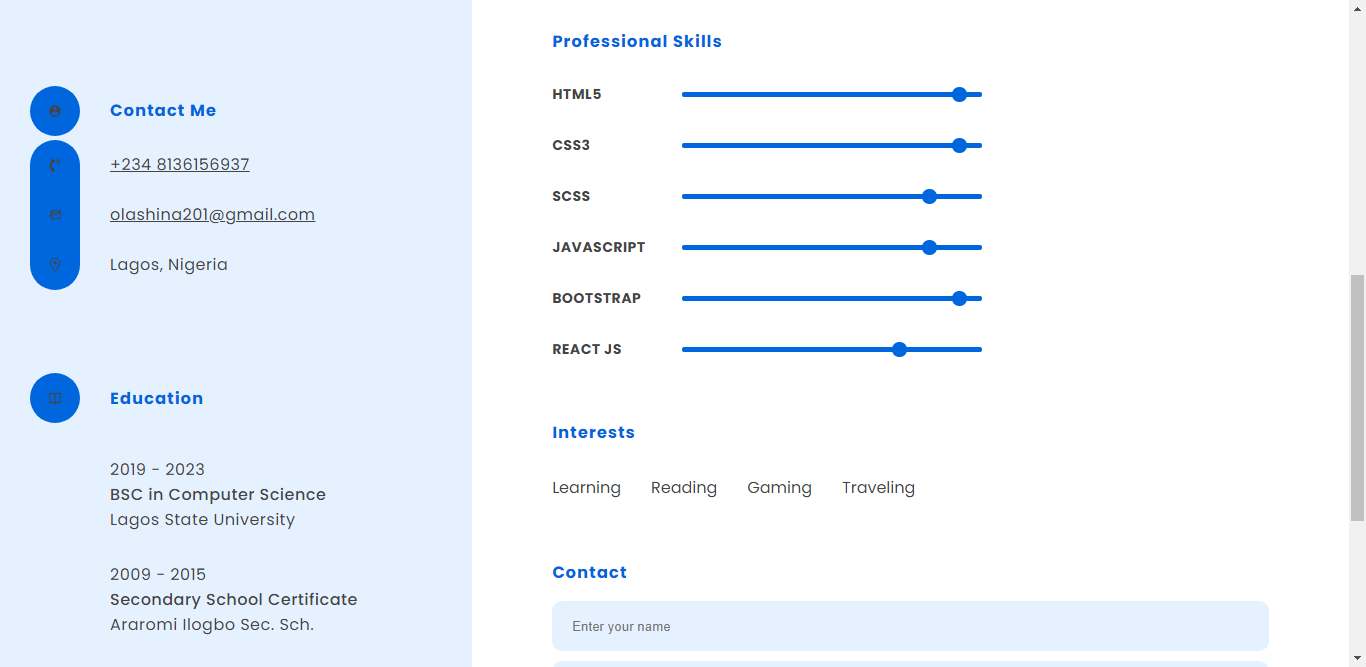 Contact Me
+234 8136156937
olashina201@gmail.com
Lagos, Nigeria
Education
2019 - 2023
BSC in Computer Science
Lagos State University
2009 - 2015
Secondary School Certificate
Araromi Ilogbo Sec. Sch.
Professional Skills
HTML5
CSS3
SCSS
JAVASCRIPT
BOOTSTRAP
REACT JS
Interests
Learning Reading Gaming Traveling
Contact
Enter your name